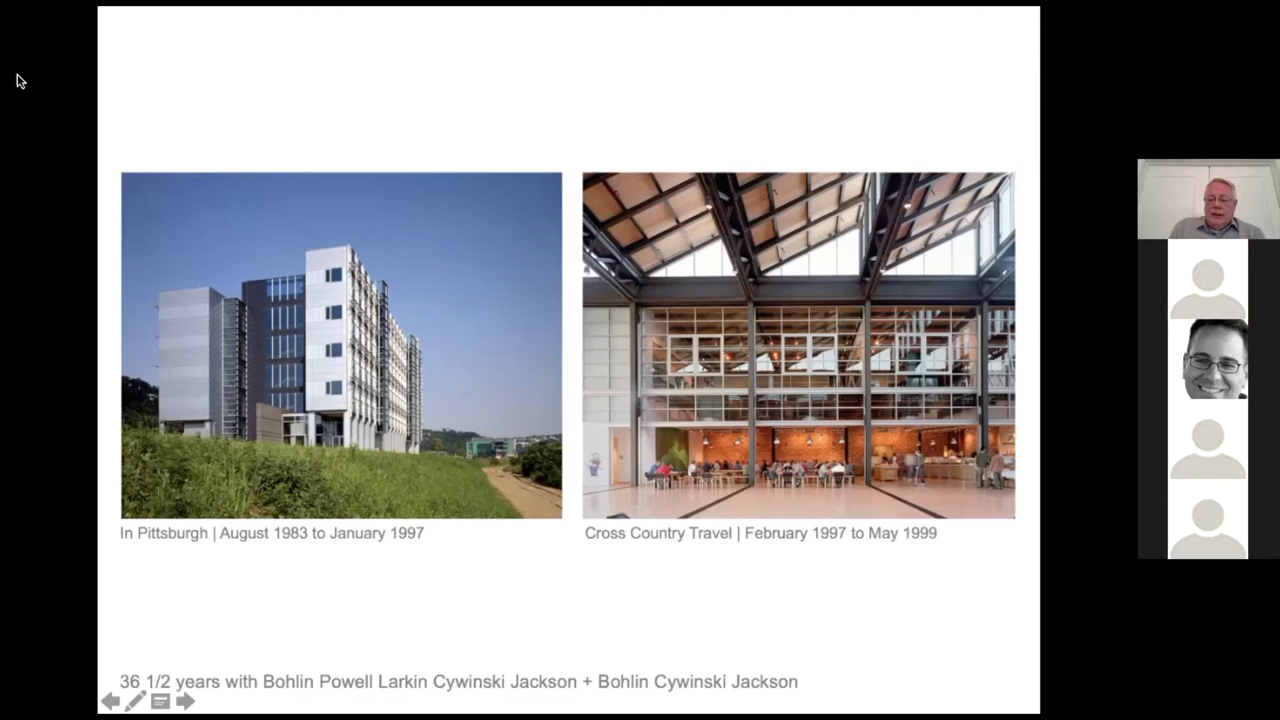 In Pittsburgh | August 1983 to January 1997
Cross Country Travel | February 1997 to May 1999
36 1/2 years with Bohlin Powell Larkin Cywinski Jackson + Bohlin Cywinski Jackson